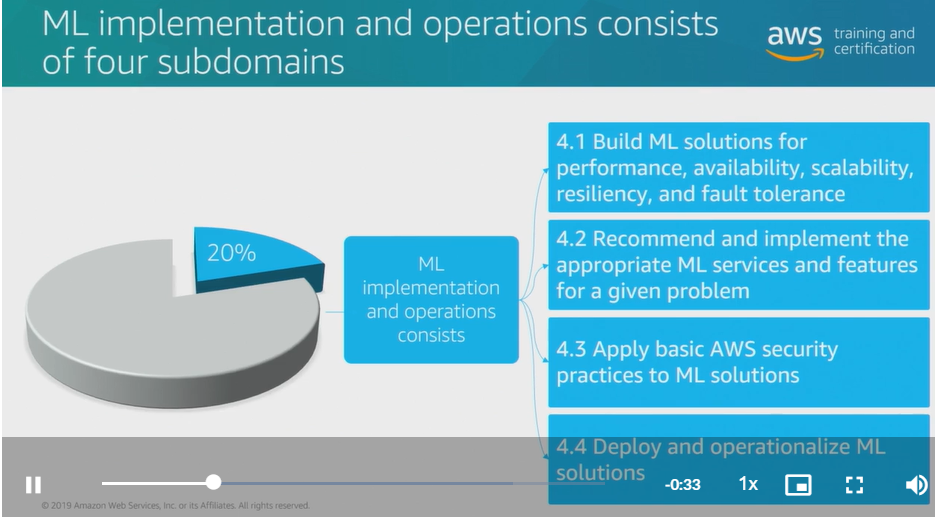 ML implementation and operations consists
of four subdomains
aws training and
certification
20%
ML
implementation
and operations
consists
4.1 Build ML solutions for
performance, availability, scalability,
resiliency, and fault tolerance
4.2 Recommend and implement the
appropriate ML services and features
for a given problem
4.3 Apply basic AWS security
practices to ML solutions
4.4 Deploy and operationalize ML
solutions
-0:33
1x
© 2019 Amazon Web Services, Inc. or its Affiliates. All rights reserved.